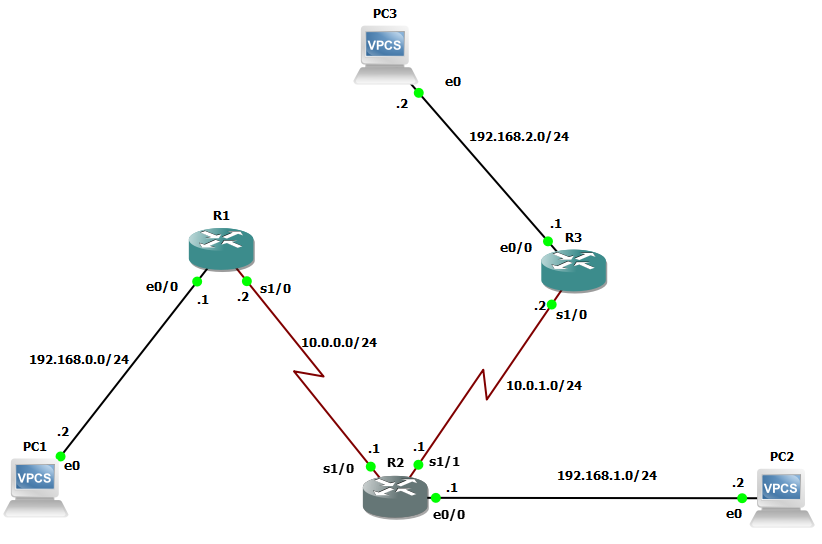 PC3
VPCS
e0
.2
192.168.2.0/24
R1
.1
R3
e0/0
e0/0
.1
.2
s1/0
.2
s1/0
10.0.0.0/24
192.168.0.0/24
10.0.1.0/24
.2
PC1
e0
VPCS
.1
.1
s1/0
R2
s1/1
PC2
192.168.1.0/24
.1
.2
e0/0
e0
VPCS